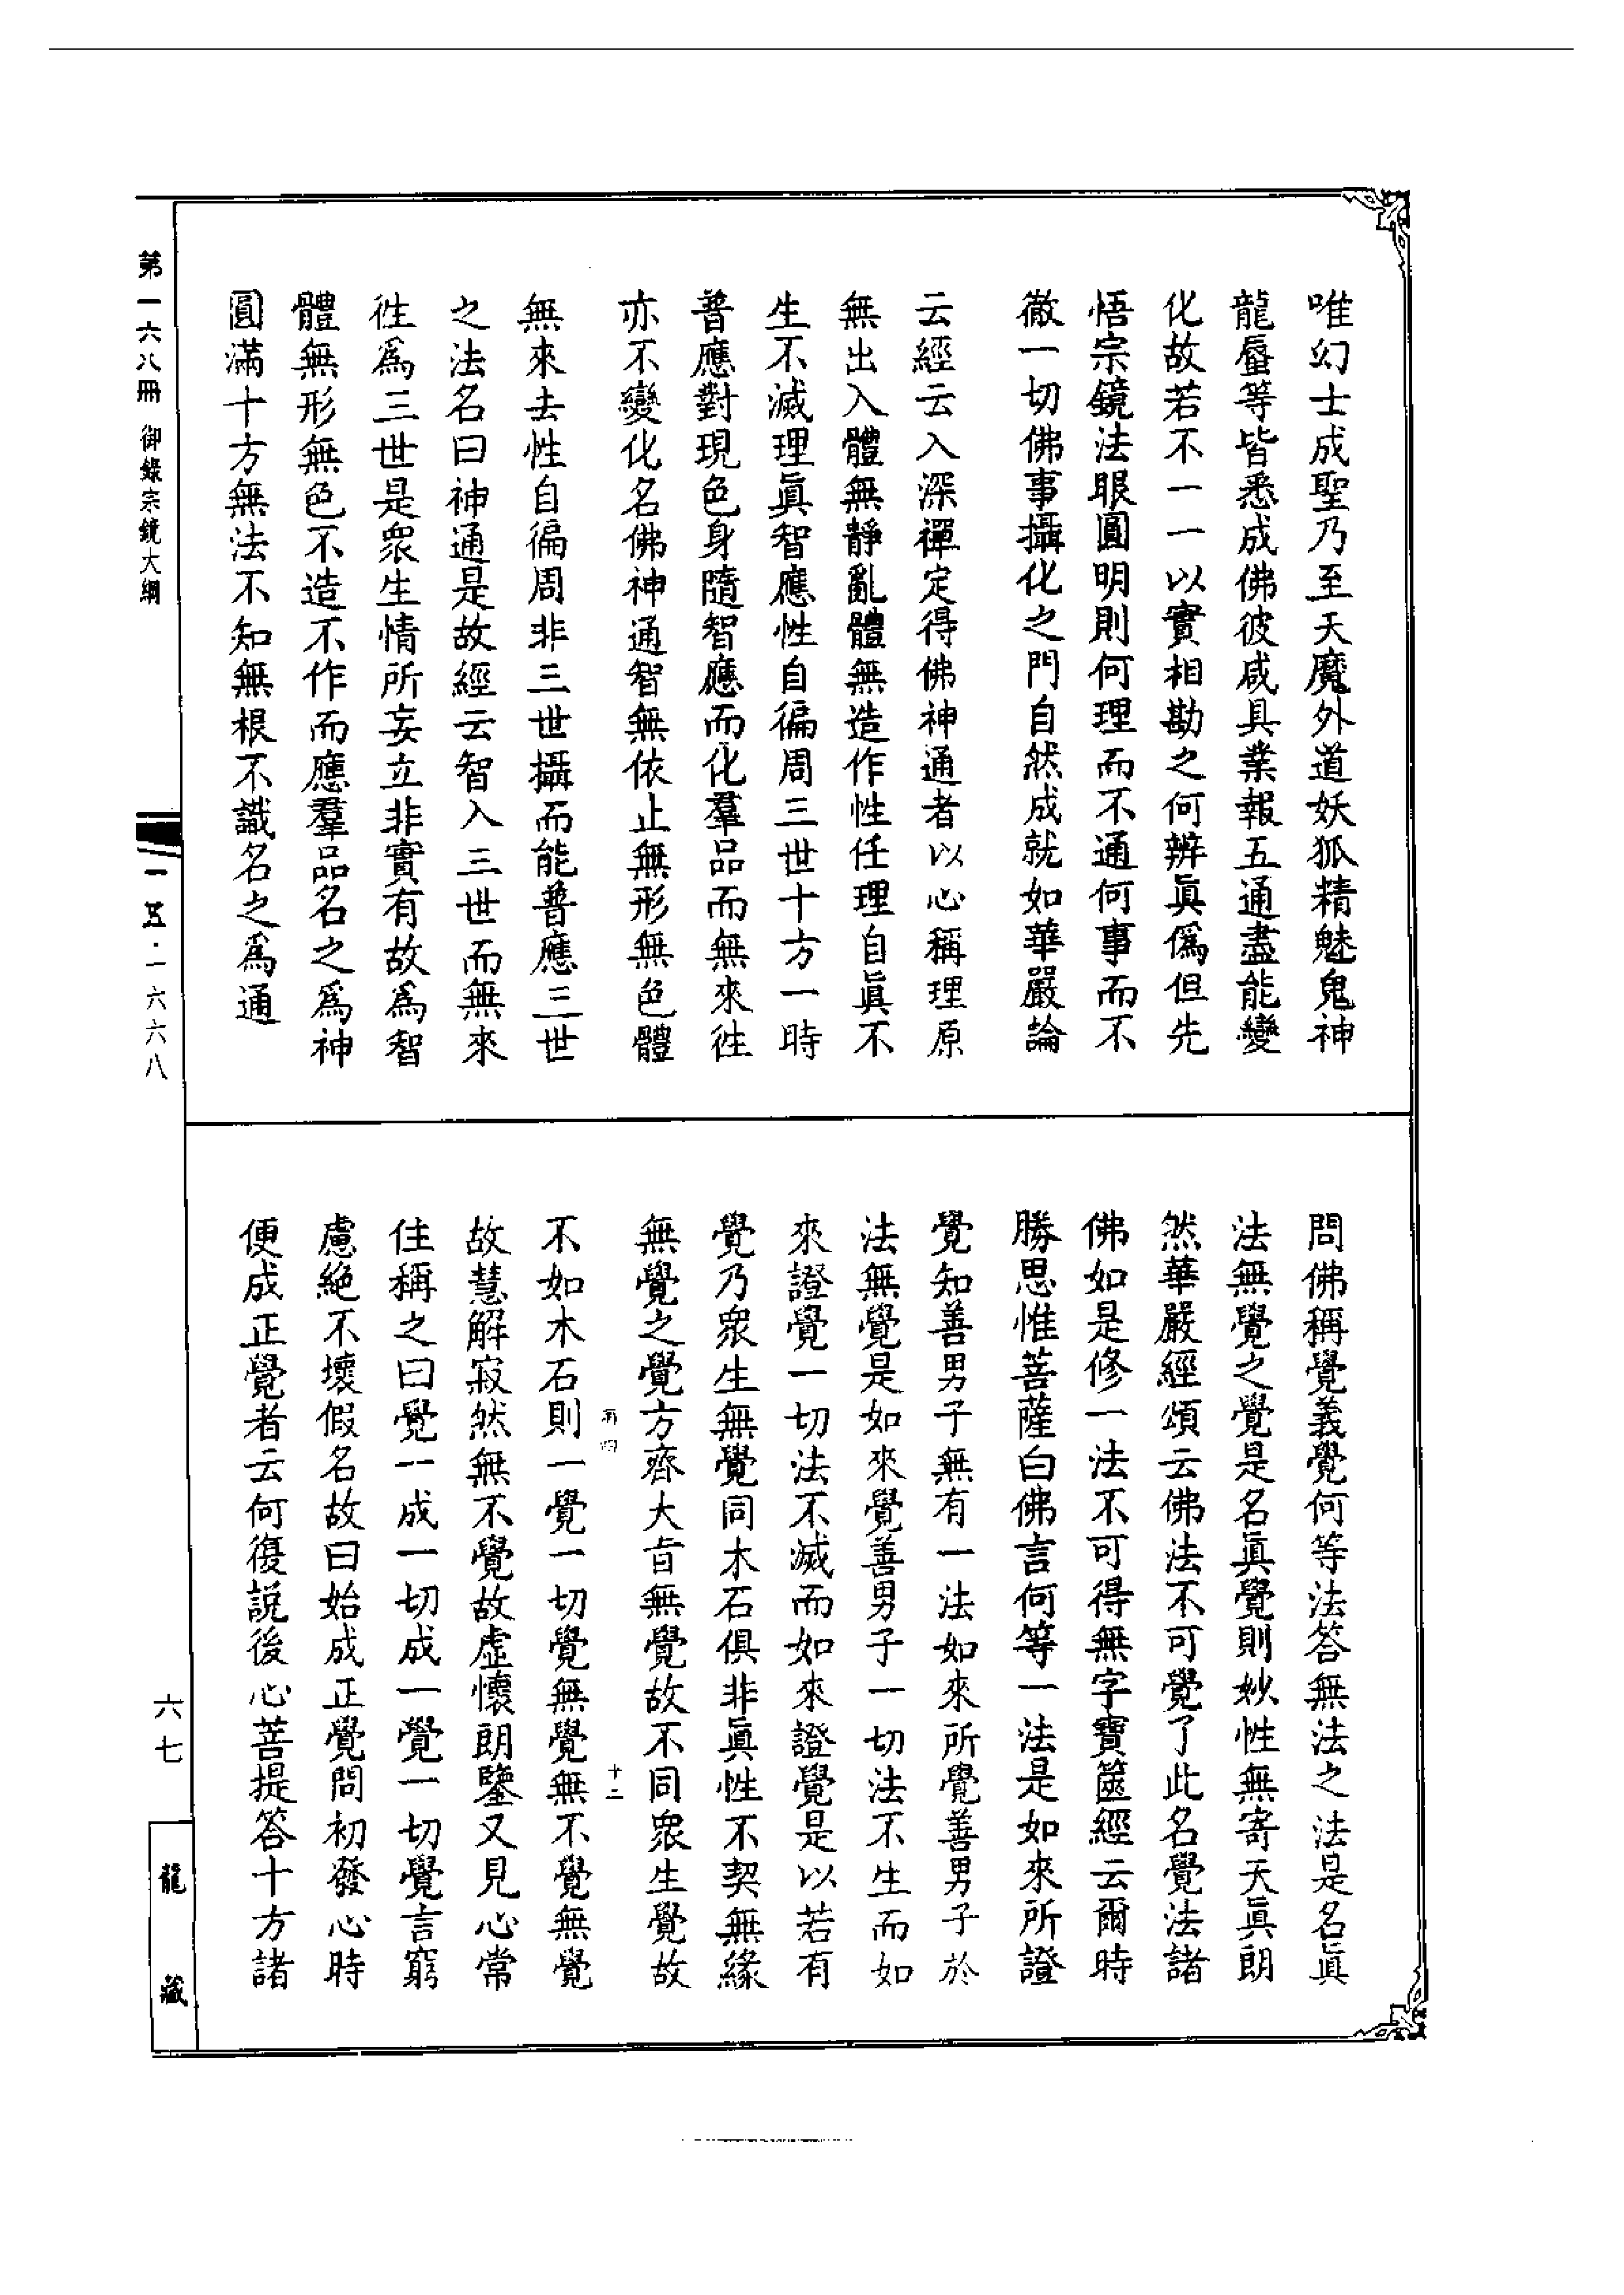 唯幻士成聖乃至天魔外道妖狐精魅鬼神
龍蜃等皆悉成佛彼咸具業報五通盡能變
化故若不一一以實相勘之何辨眞僞但先
悟宗鏡法眼圓明則何理而不通何事而不
徹一切佛事攝化之門自然成就如華嚴論
云經云入深禪定得佛神通者以心稱理原
無出入體無靜亂體無造作性任理自眞不
生不滅理眞智應性自徧周三世十方一時
普應對現色身隨智應而化羣品而無來徃
亦不變化名佛神通智無依止無形無色體
無來去性自徧周非三世攝而能普應三世
之法名曰神通是故經云智入三世而無來
徃爲三世是衆生情所妄立非實有故爲智
體無形無色不造不作而應羣品名之爲神
圓滿十方無法不知無根不識名之爲通
問佛稱覺義覺何等法答無法之法是名眞
法無覺之覺是名眞覺則妙性無寄天眞朗
然華嚴經頌云佛法不可覺了此名覺法諸
佛如是修一法不可得無字寶篋經云爾時
勝思惟菩薩白佛言何等一法是如來所證
覺知善男子無有一法如來所覺善男子於
法無覺是如來覺善男子一切法不生而如
來證覺一切法不滅而如來證覺是以若有
覺乃衆生無覺同木石俱非眞性不契無緣
無覺之覺方齊大旨無覺故不同衆生覺故
不如木石則一覺一切覺無覺無不覺無覺
故慧解寂然無不覺故虛懷朗鑒又見心常
住稱之曰覺一成一切成一覺一切覺言窮
慮絕不壞假名故曰始成正覺問初發心時
便成正覺者云何復説後心菩提答十方諸
十二
第一六八冊 御錄宗鏡大綱
一五·一六六八
六七
龍藏